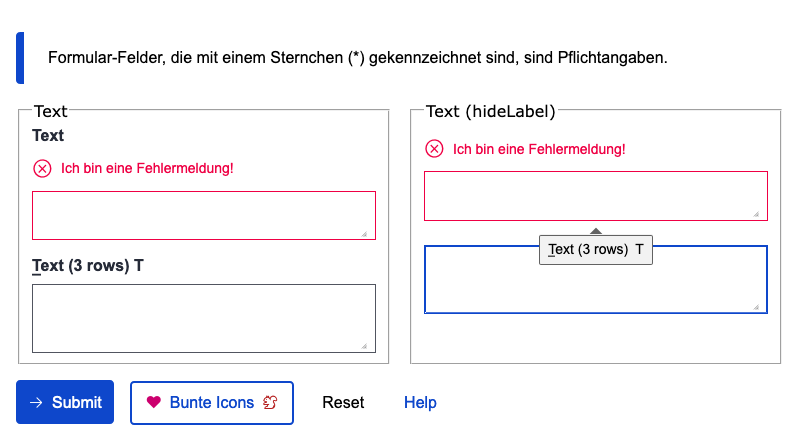 Formular-Felder, die mit einem Sternchen (*) gekennzeichnet sind, sind Pflichtangaben.
Text
Text
Ich bin eine Fehlermeldung!
Text (3 rows) T
Text (hideLabel)
Ich bin eine Fehlermeldung!
Text (3 rows) T
Submit
Bunte Icons
Reset
Help